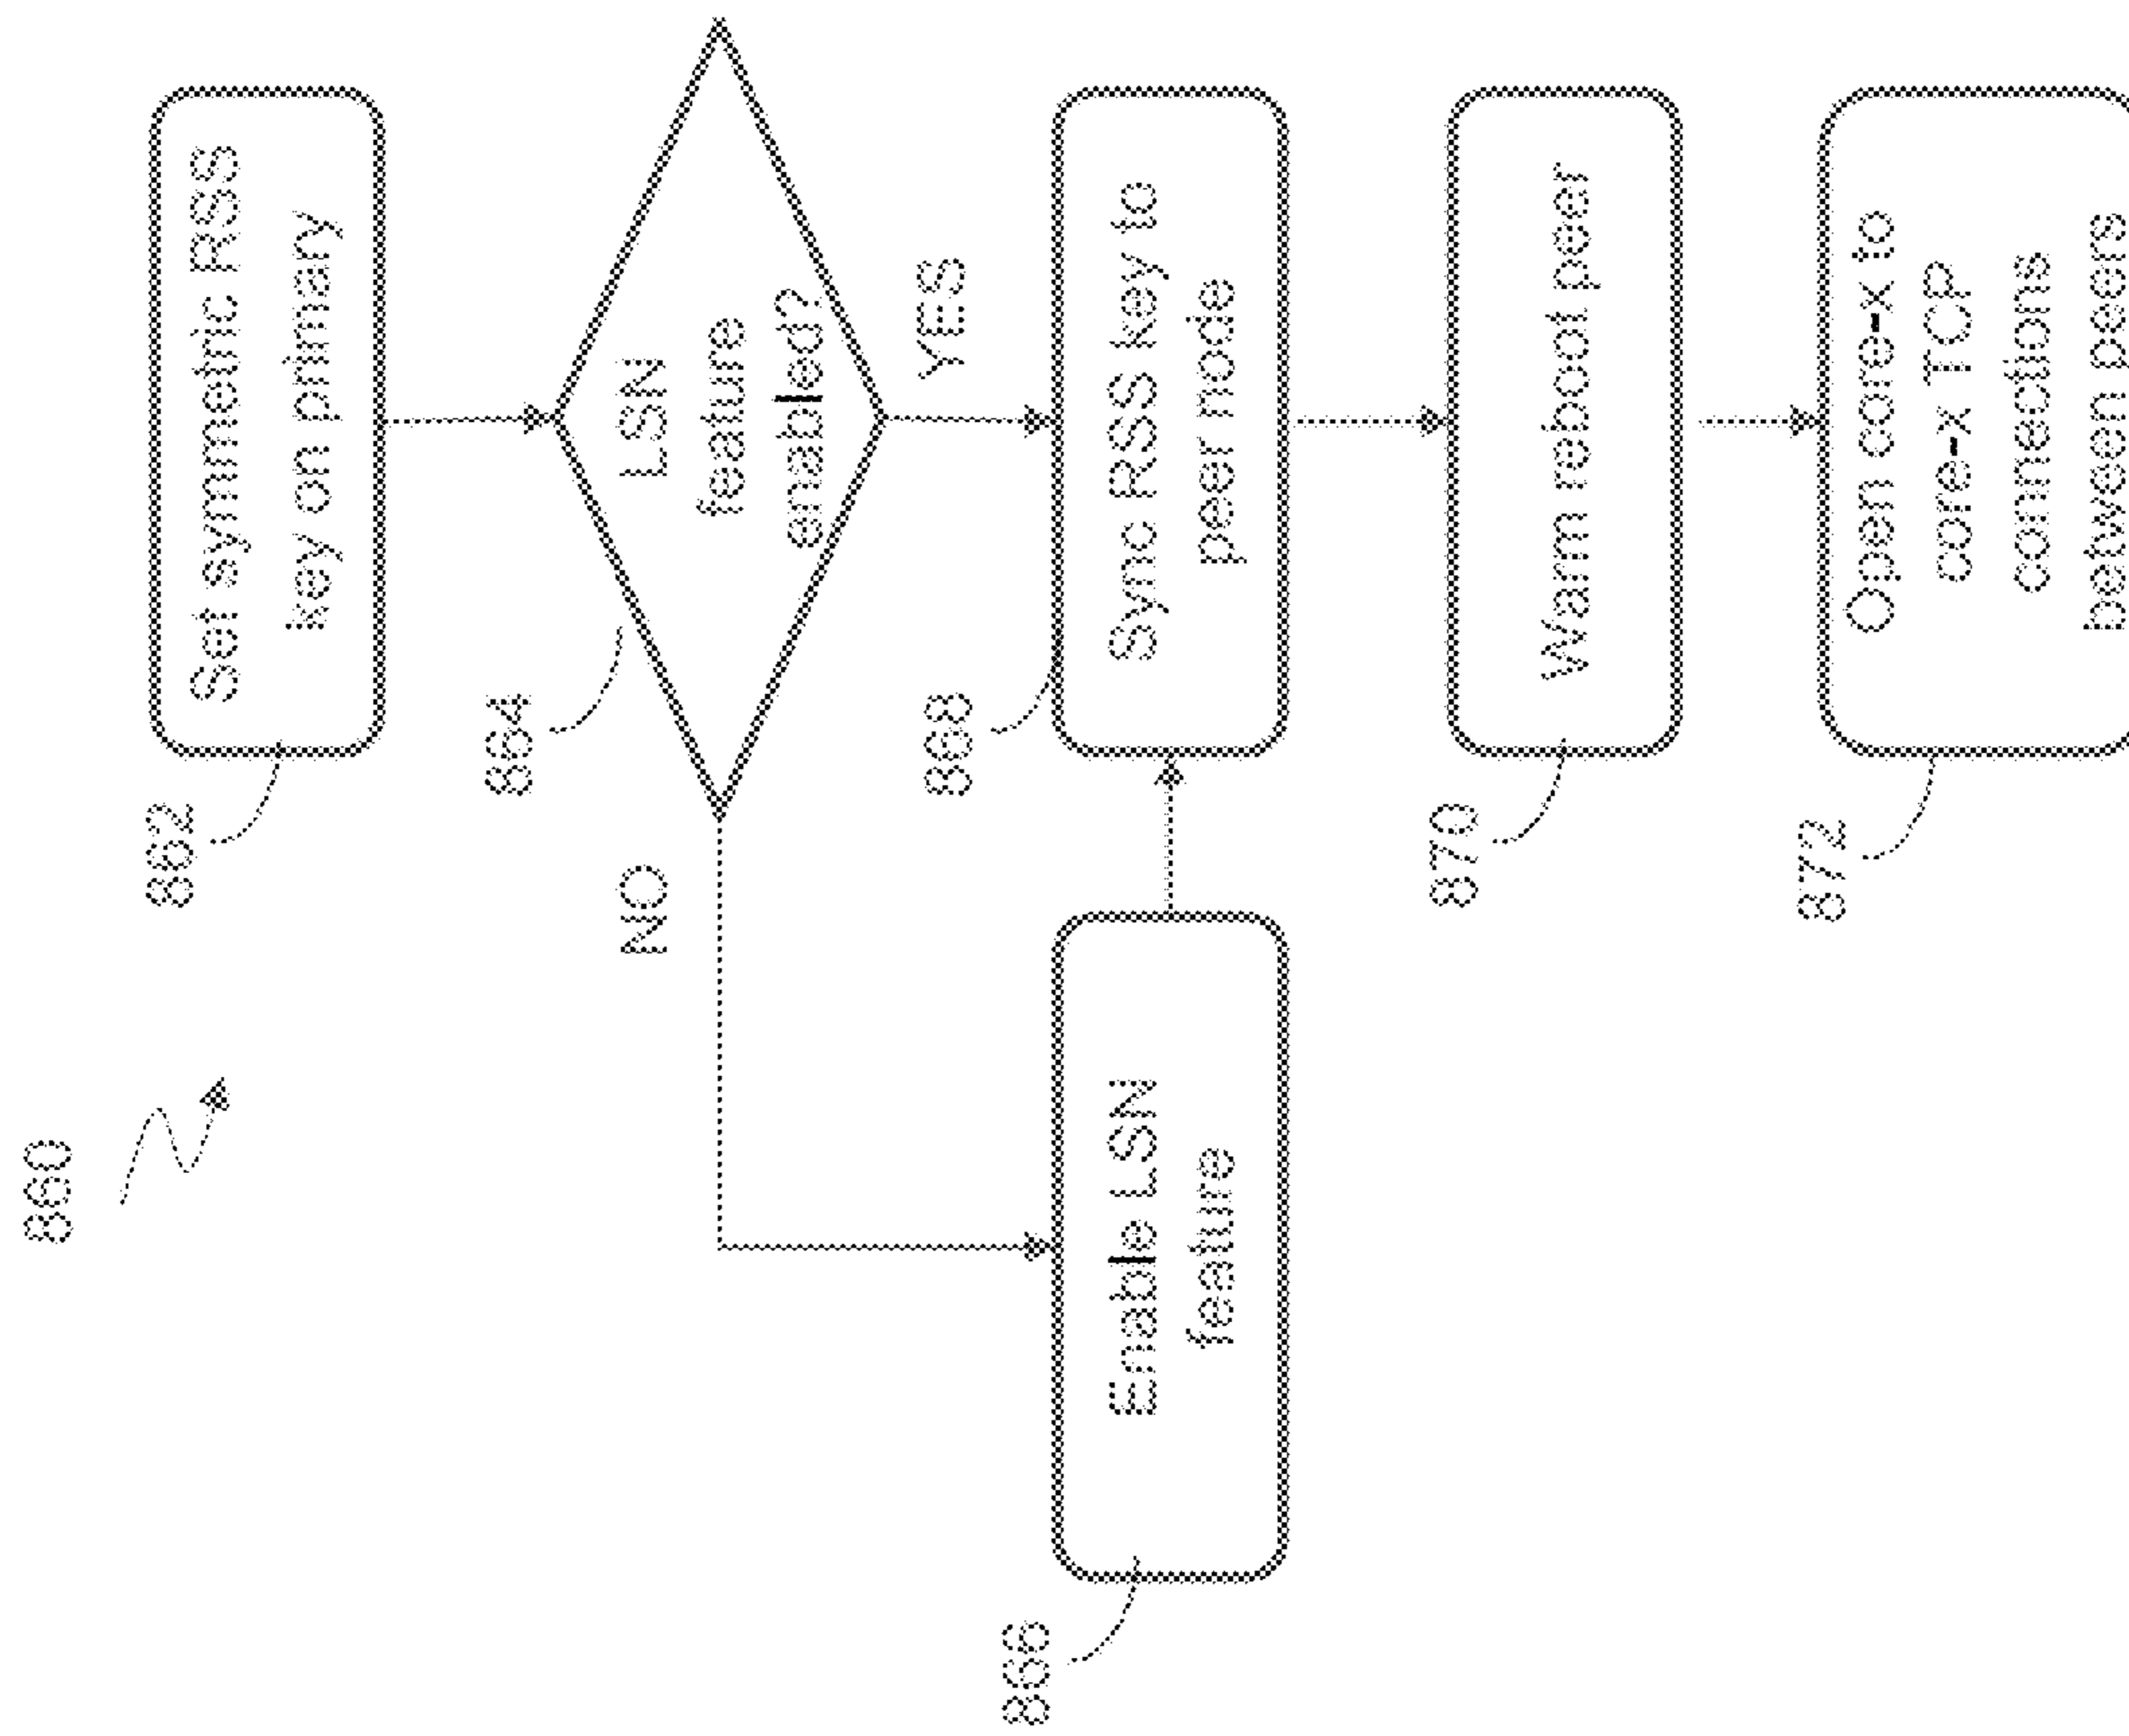 860
862
Set symmetric RSS
key on primary
864
LSN
feature
enabled?
NO
YES
866
Enable LSN
feature
868
Sync RSS key to
per node
870
Warm reboot peer
872
Open core-x to
core-x TCP
connections
between peers